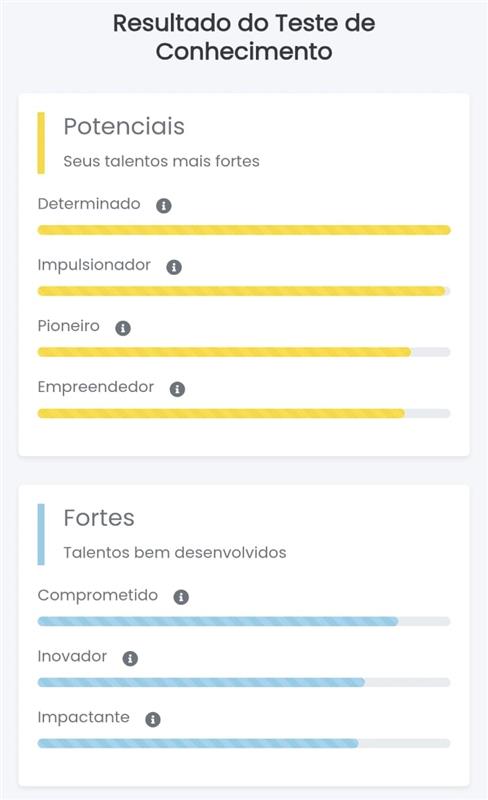 Resultado do Teste de
Conhecimento
Potenciais
Seus talentos mais fortes
Determinado
Impulsionador
Pioneiro
Empreendedor
Fortes
Talentos bem desenvolvidos
Comprometido
Inovador
Impactante